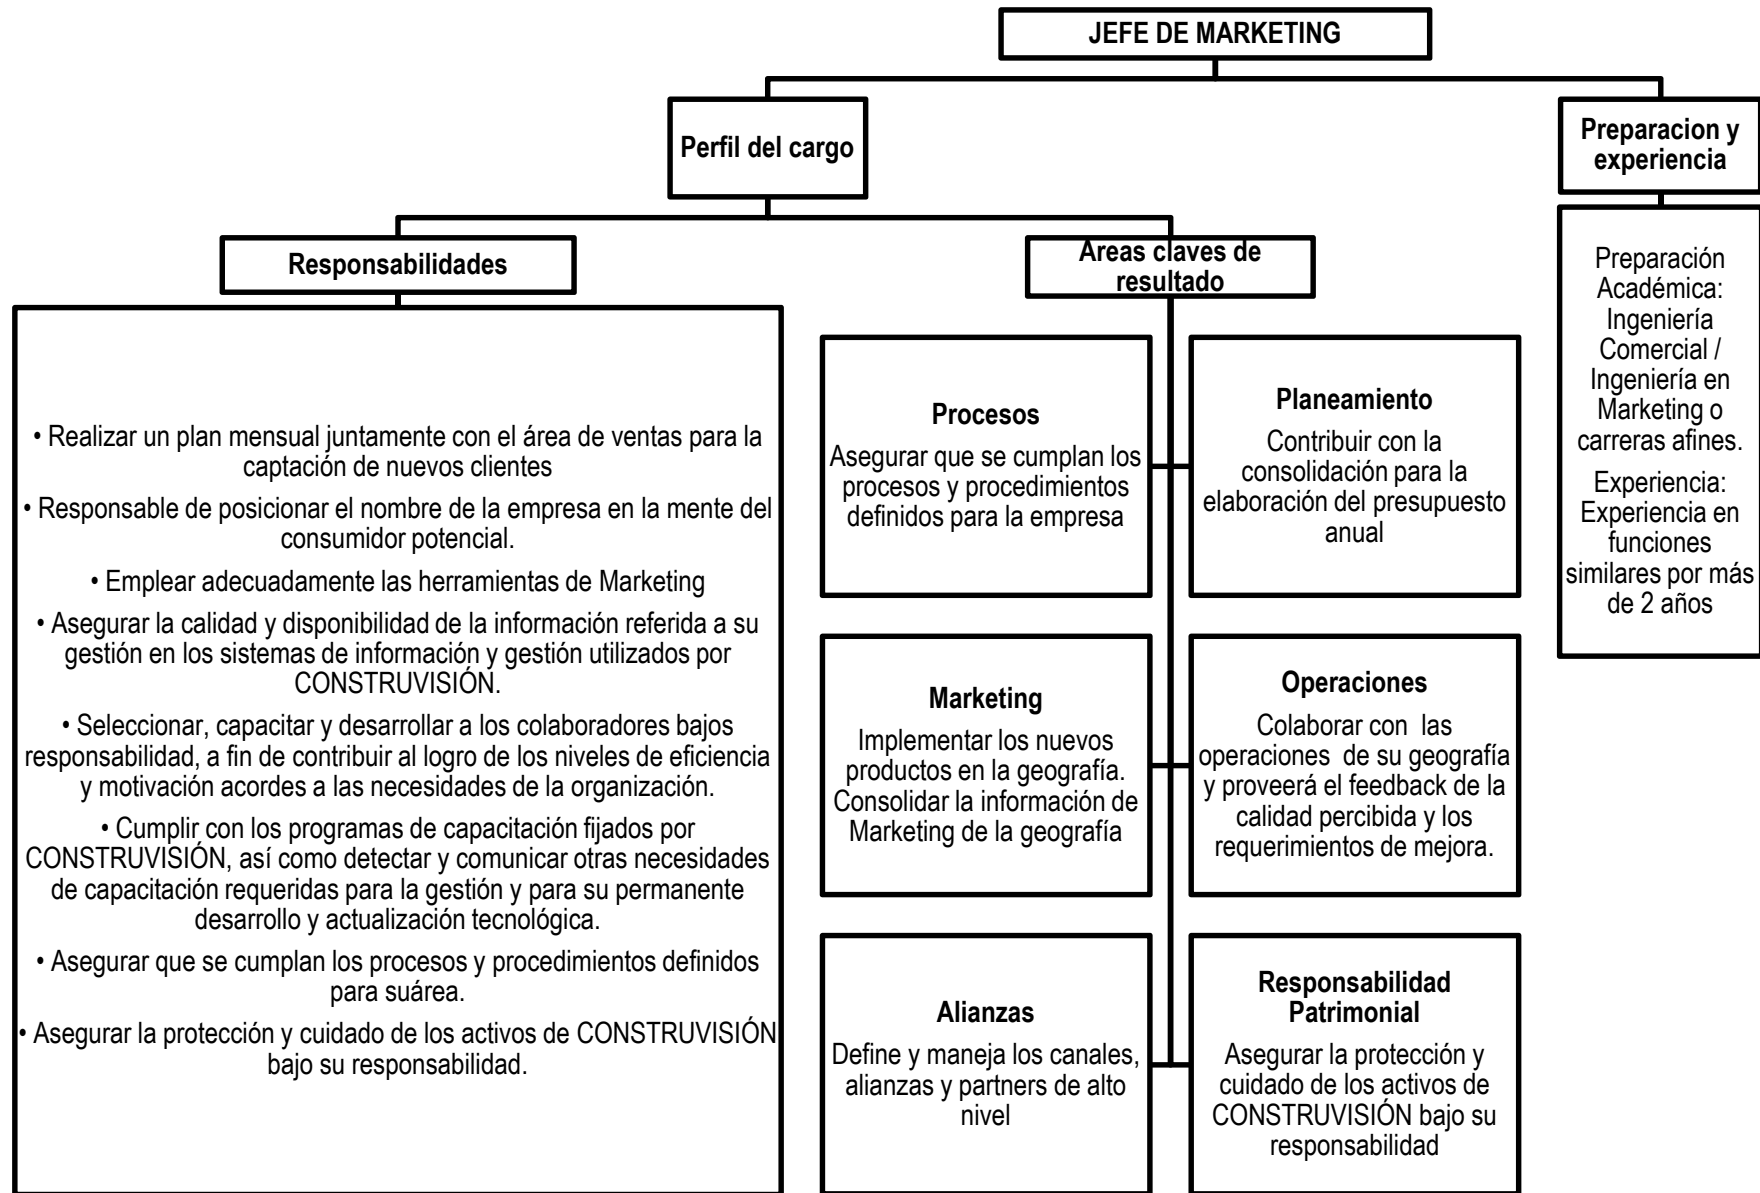 JEFE DE MARKETING
Perfil del cargo
Preparacion y
experiencia
Responsabilidades
Areas claves de
resultado
• Realizar un plan mensual juntamente con el área de ventas para la
captación de nuevos clientes
• Responsable de posicionar el nombre de la empresa en la mente del
consumidor potencial.
• Emplear adecuadamente las herramientas de Marketing
• Asegurar la calidad y disponibilidad de la información referida a su
gestión en los sistemas de información y gestión utilizados por
CONSTRUVISIÓN.
• Seleccionar, capacitar y desarrollar a los colaboradores bajos
responsabilidad, a fin de contribuir al logro de los niveles de eficiencia
y motivación acordes a las necesidades de la organización.
• Cumplir con los programas de capacitación fijados por
CONSTRUVISIÓN, así como detectar y comunicar otras necesidades
de capacitación requeridas para la gestión y para su permanente
desarrollo y actualización tecnológica.
• Asegurar que se cumplan los procesos y procedimientos definidos
para suárea.
• Asegurar la protección y cuidado de los activos de CONSTRUVISIÓN
bajo su responsabilidad.
Procesos
Asegurar que se cumplan los
procesos y procedimientos
definidos para la empresa
Planeamiento
Contribuir con la
consolidación para la
elaboración del presupuesto
anual
Marketing
Implementar los nuevos
productos en la geografía.
Consolidar la información de
Marketing de la geografía
Operaciones
Colaborar con las
operaciones de su geografía
y proveerá el feedback de la
calidad percibida y los
requerimientos de mejora.
Alianzas
Define y maneja los canales,
alianzas y partners de alto
nivel
Responsabilidad
Patrimonial
Asegurar la protección y
cuidado de los activos de
CONSTRUVISIÓN bajo su
responsabilidad
Preparación
Académica:
Ingeniería
Comercial /
Ingeniería en
Marketing o
carreras afines.
Experiencia:
Experiencia en
funciones
similares por más
de 2 años